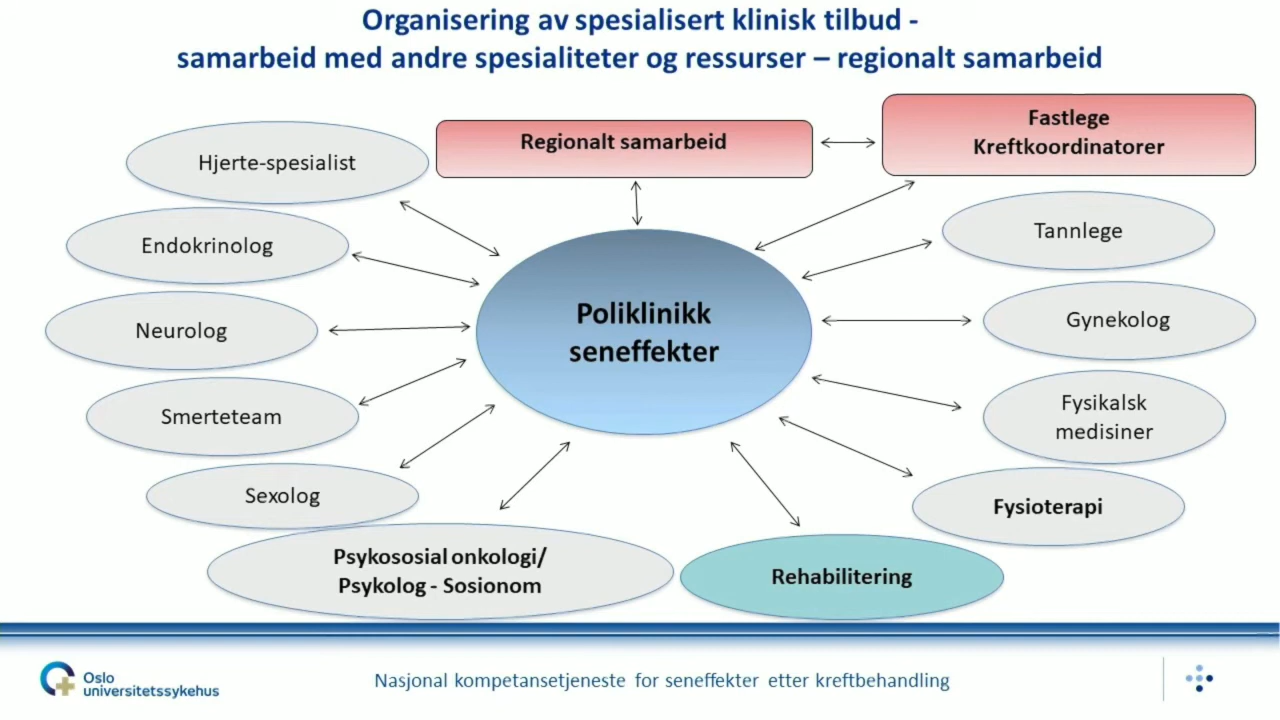 Organisering av spesialisert klinisk tilbud -
samarbeid med andre spesialiteter og ressurser – regionalt samarbeid
Fastlege
Kreftkoordinatorer
Regionalt samarbeid
Hjerte-spesialist
Tannlege
Endokrinolog
Poliklinikk
seneffekter
Gynekolog
Neurolog
Fysikalsk
medisiner
Smerteteam
Sexolog
Fysioterapi
Psykososial onkologi/
Psykolog - Sosionom
Rehabilitering
Oslo
universitetssykehus
Nasjonal kompetansetjeneste for seneffekter etter kreftbehandling